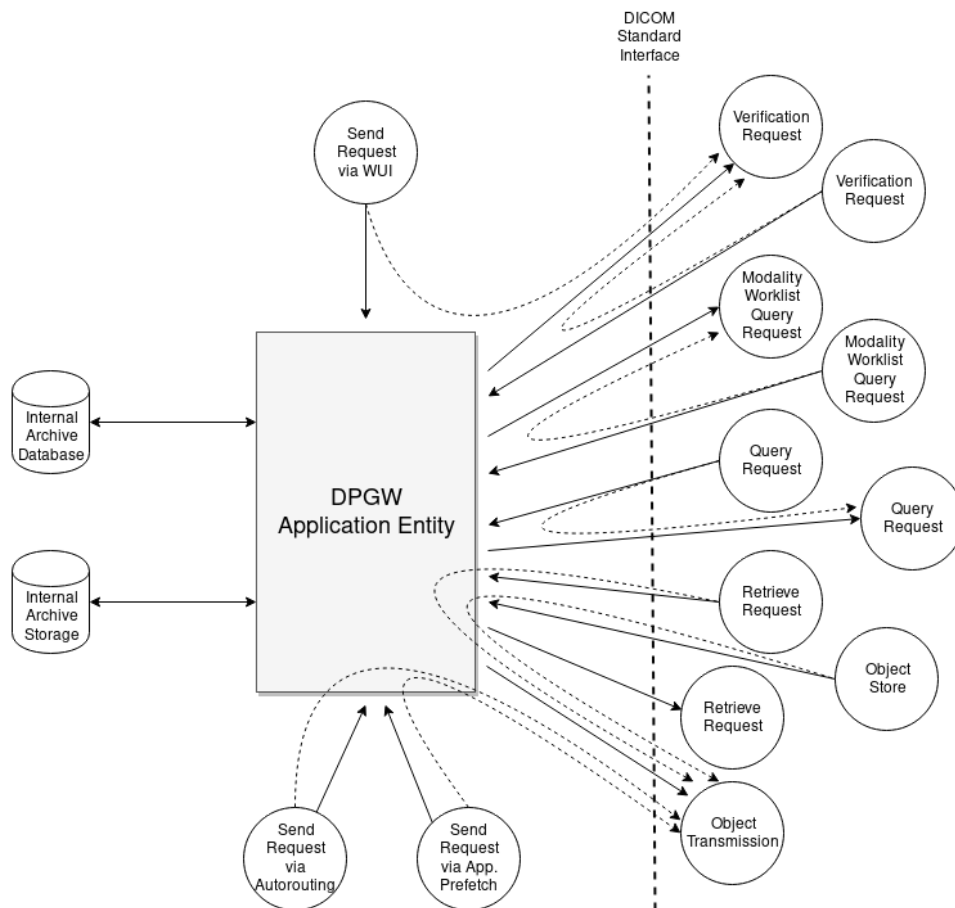 DICOM
Standard
Interface
Verification
Request
Send
Request
via WUI
Verification
Request
Modality
Worklist
Query
Request
Modality
Worklist
Query
Request
Internal
Archive
Database
Query
Request
DPGW
Application Entity
Query
Request
Internal
Archive
Storage
Retrieve
Request
Object
Store
Retrieve
Request
Send
Request
via
Autorouting
Send
Request
via App.
Prefetch
Object
Transmission